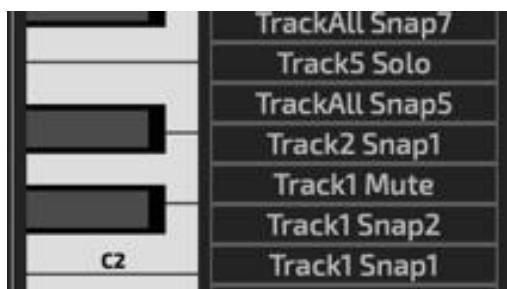 TrackAll Snap7
Track5 Solo
TrackAll Snap5
Track2 Snap1
Track1 Mute
Track1 Snap2
C2
Track1 Snap1